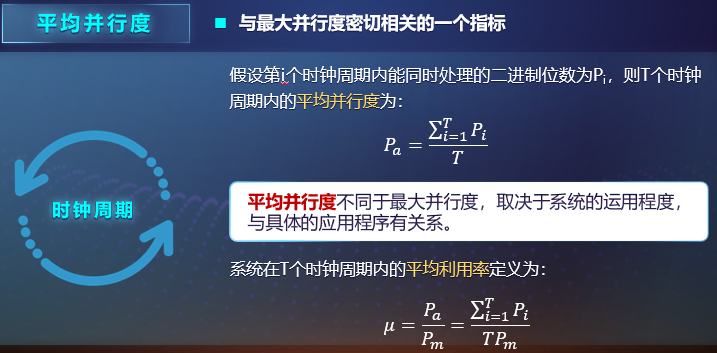 平均并行度
与最大并行度密切相关的一个指标
假设第i个时钟周期内能同时处理的二进制位数为Pᵢ，则T个时钟
周期内的平均并行度为：
P_a = \frac{\sum_{i=1}^{T} P_i}{T}
时钟周期
平均并行度不同于最大并行度，取决于系统的运用程度，
与具体的应用程序有关系。
系统在T个时钟周期内的平均利用率定义为：
μ = \frac{P_a}{P_m} = \frac{\sum_{i=1}^{T} P_i}{TP_m}